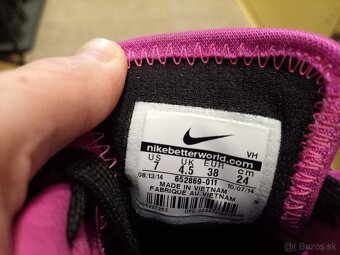 VH
nikebetterworld.com
US UK EUR cm
7 4.5 38 24
08/13/14 652869-011 10/07/14
MADE IN VIETNAM
FABRIQUE AU VIETNAM
UPC
Bazos.sk